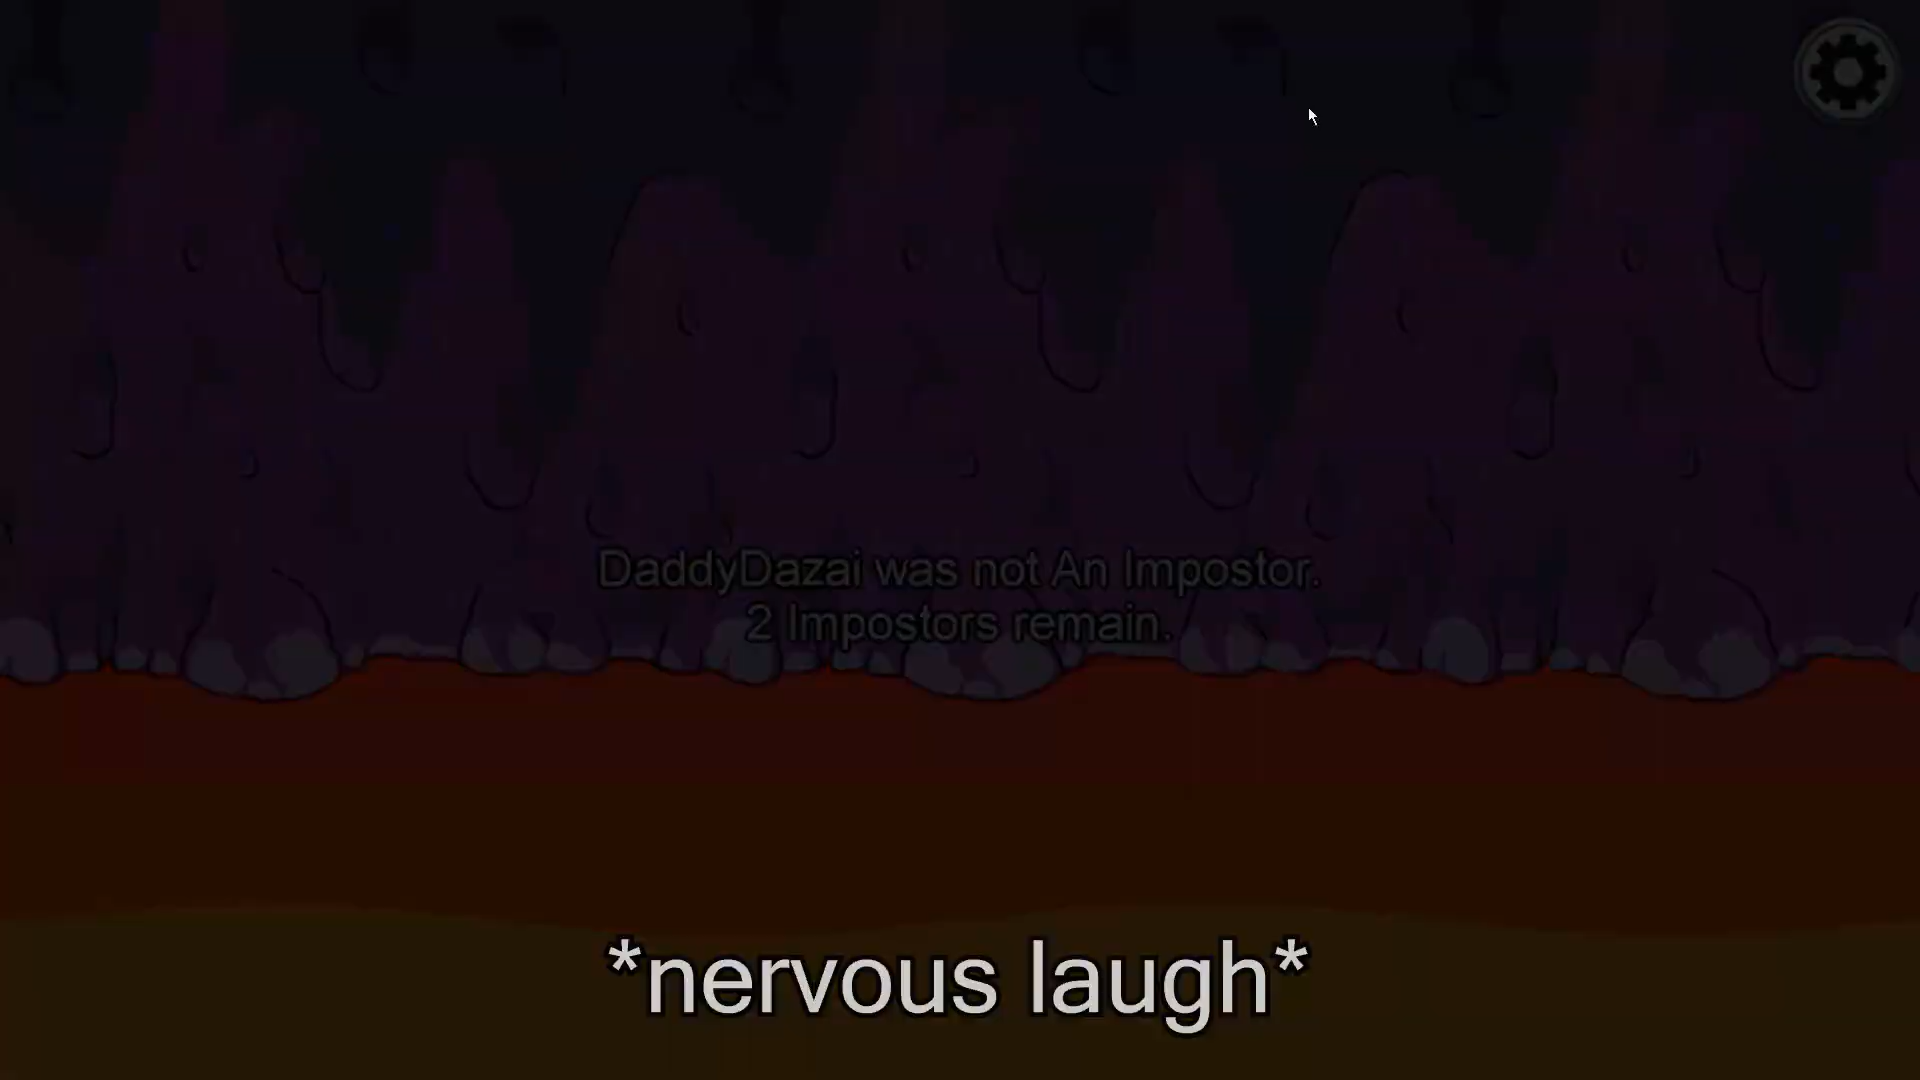 DaddyDazai was not An Impostor.
2 Impostors remain.
*nervous laugh*